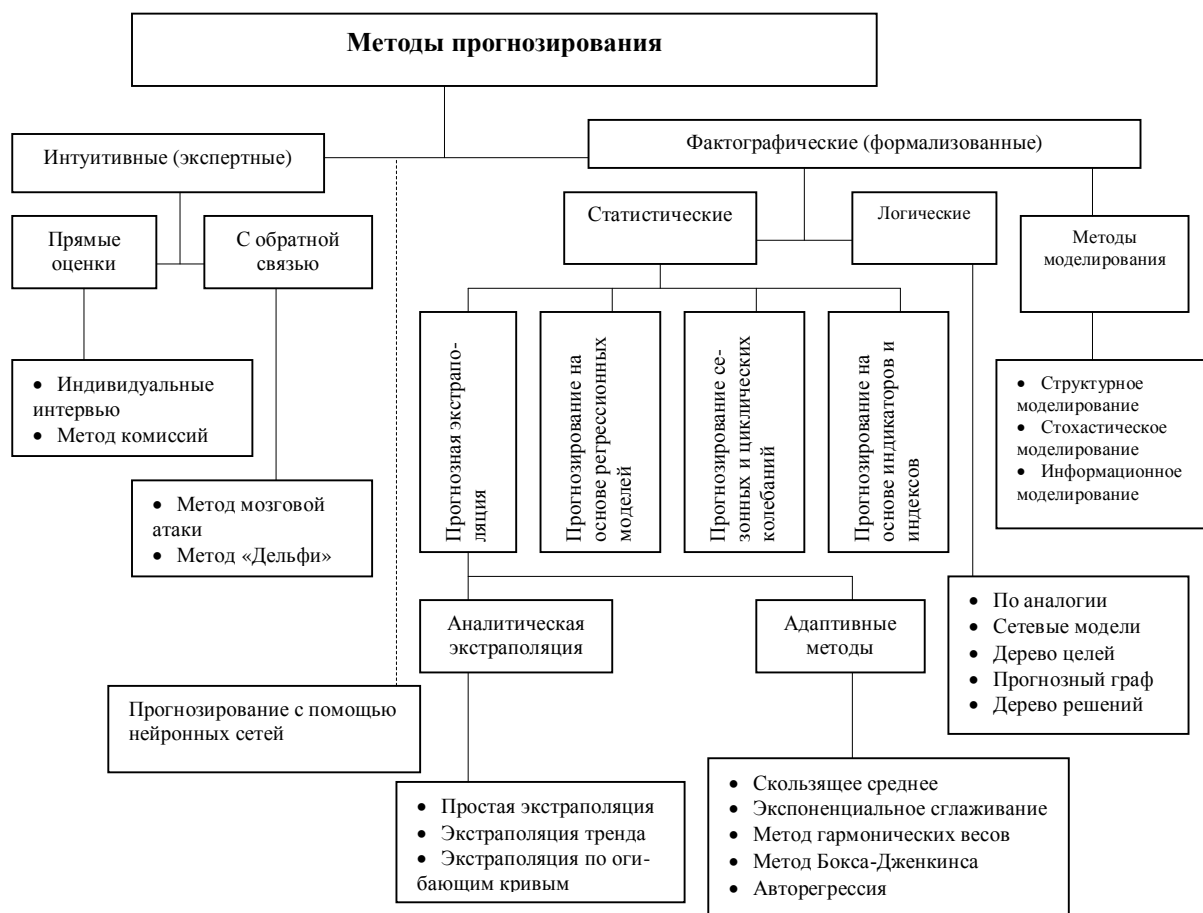 Методы прогнозирования
Интуитивные (экспертные)
Фактографические (формализованные)
Прямые
оценки
С обратной
связью
Статистические
Логические
Методы
моделирования
• Индивидуальные
интервью
• Метод комиссий
• Метод мозговой
атаки
• Метод «Дельфи»
Прогнозная экстрапо-
ляция
Прогнозирование на
основе регрессионных
моделей
Прогнозирование се-
зонных и циклических
колебаний
Прогнозирование на
основе индикаторов и
индексов
• Структурное
моделирование
• Стохастическое
моделирование
• Информационное
моделирование
Аналитическая
экстраполяция
Адаптивные
методы
• По аналогии
• Сетевые модели
• Дерево целей
• Прогнозный граф
• Дерево решений
Прогнозирование с помощью
нейронных сетей
• Простая экстраполяция
• Экстраполяция тренда
• Экстраполяция по оги-
бающим кривым
• Скользящее среднее
• Экспоненциальное сглаживание
• Метод гармонических весов
• Метод Бокса-Дженкинса
• Авторегрессия